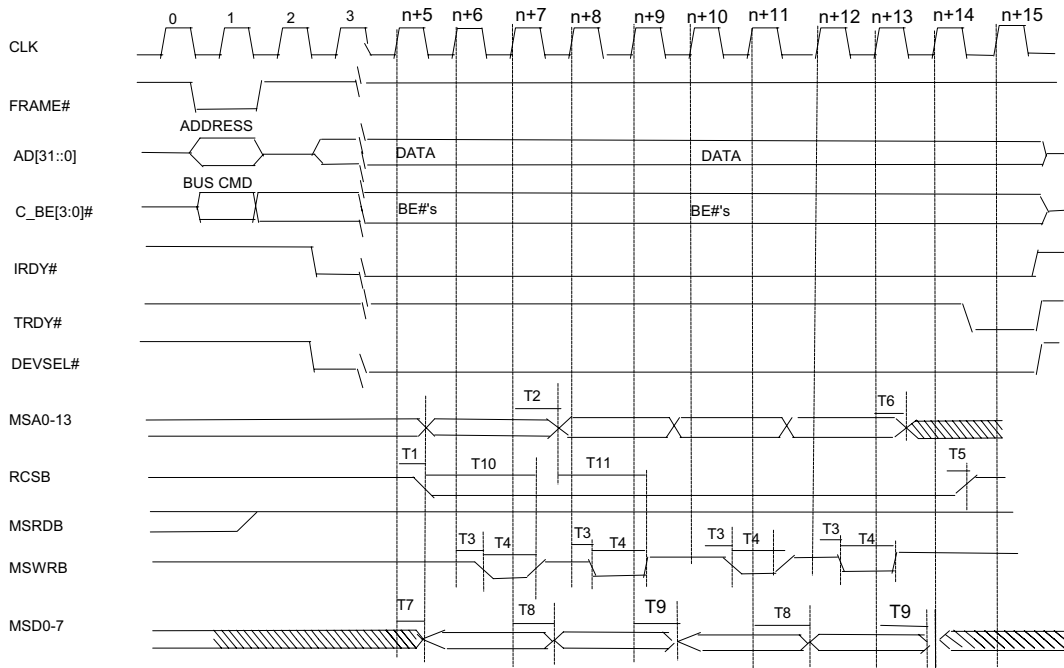 0 1 2 3 n+5 n+6 n+7 n+8 n+9 n+10 n+11 n+12 n+13 n+14 n+15
CLK
FRAME#
ADDRESS
AD[31::0] DATA DATA
BUS CMD
C_BE[3:0]# BE#'s BE#'s
IRDY#
TRDY#
DEVSEL#
T2 T6
MSA0-13
T1 T10 T11 T5
RCSB
MSRDB
T3 T4 T3 T4 T3 T4 T3 T4
MSWRB
T7 T8 T9 T8 T9
MSD0-7